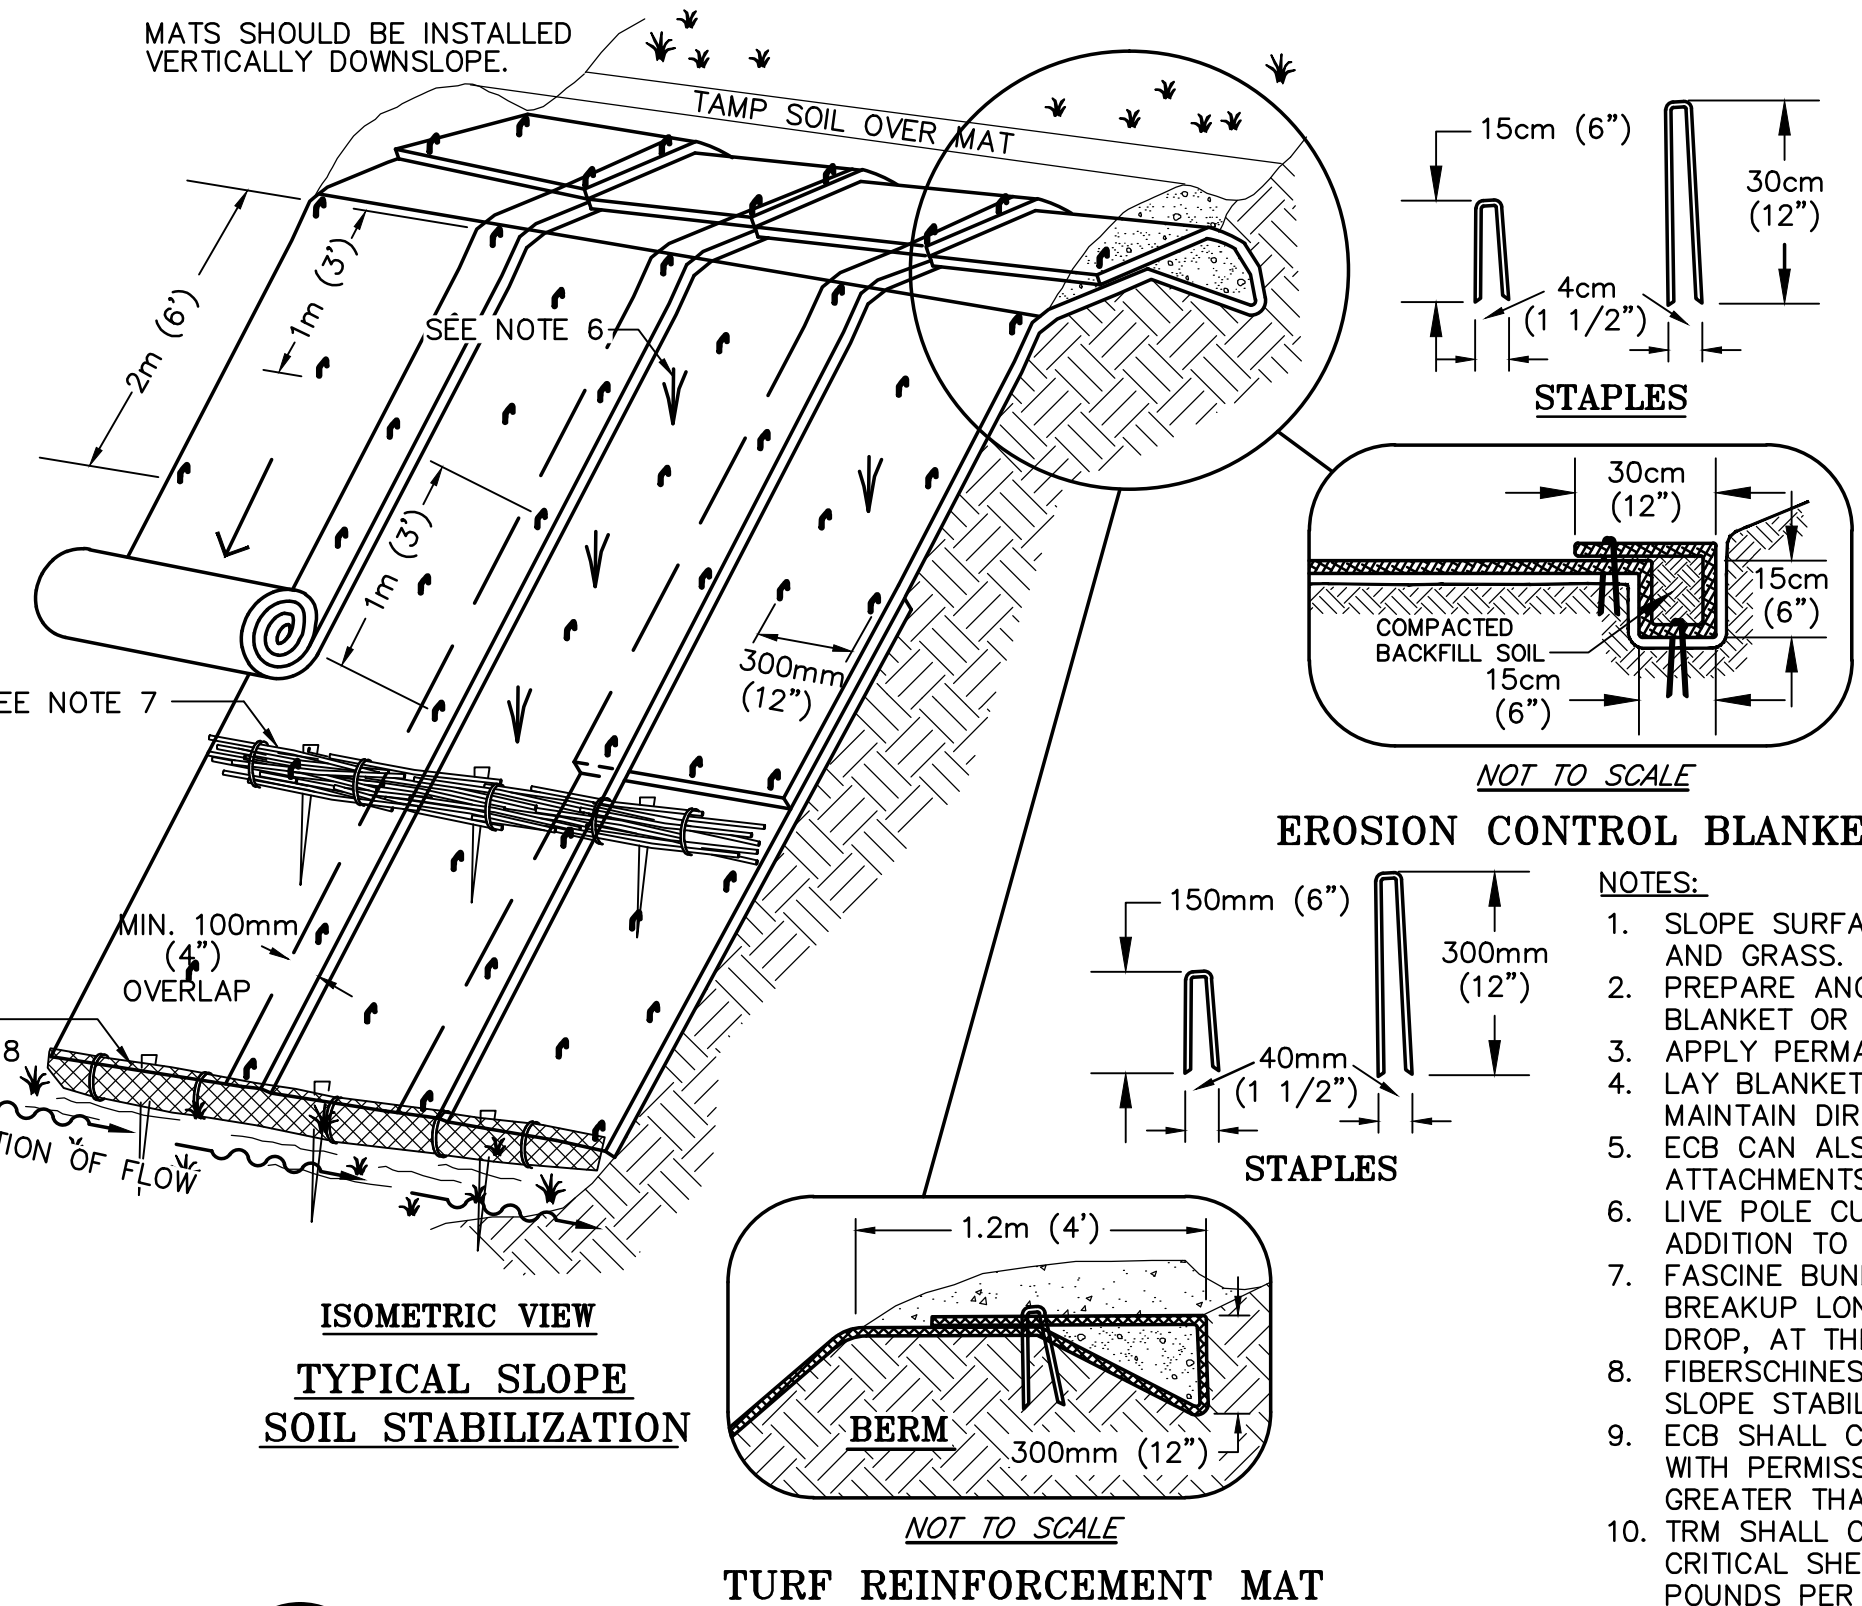 MATS SHOULD BE INSTALLED
VERTICALLY DOWNSLOPE.
TAMP SOIL OVER MAT
2m (6')
1m (3')
SEE NOTE 6
1m (3')
300mm
(12")
EE NOTE 7
MIN. 100mm
(4")
OVERLAP
8
TION OF FLOW
ISOMETRIC VIEW
TYPICAL SLOPE
SOIL STABILIZATION
15cm (6")
30cm
(12")
4cm
(1 1/2")
STAPLES
30cm
(12")
15cm
(6")
COMPACTED
BACKFILL SOIL
15cm
(6")
NOT TO SCALE
EROSION CONTROL BLANKE
150mm (6")
300mm
(12")
40mm
(1 1/2")
STAPLES
1.2m (4')
BERM
300mm (12")
NOT TO SCALE
TURF REINFORCEMENT MAT
NOTES:
1. SLOPE SURFA
AND GRASS.
2. PREPARE ANC
BLANKET OR
3. APPLY PERMA
4. LAY BLANKET
MAINTAIN DIR
5. ECB CAN ALS
ATTACHMENTS
6. LIVE POLE CU
ADDITION TO
7. FASCINE BUN
BREAKUP LON
DROP, AT THE
8. FIBERSCHINES
SLOPE STABIL
9. ECB SHALL C
WITH PERMISS
GREATER THA
10. TRM SHALL C
CRITICAL SHE
POUNDS PER